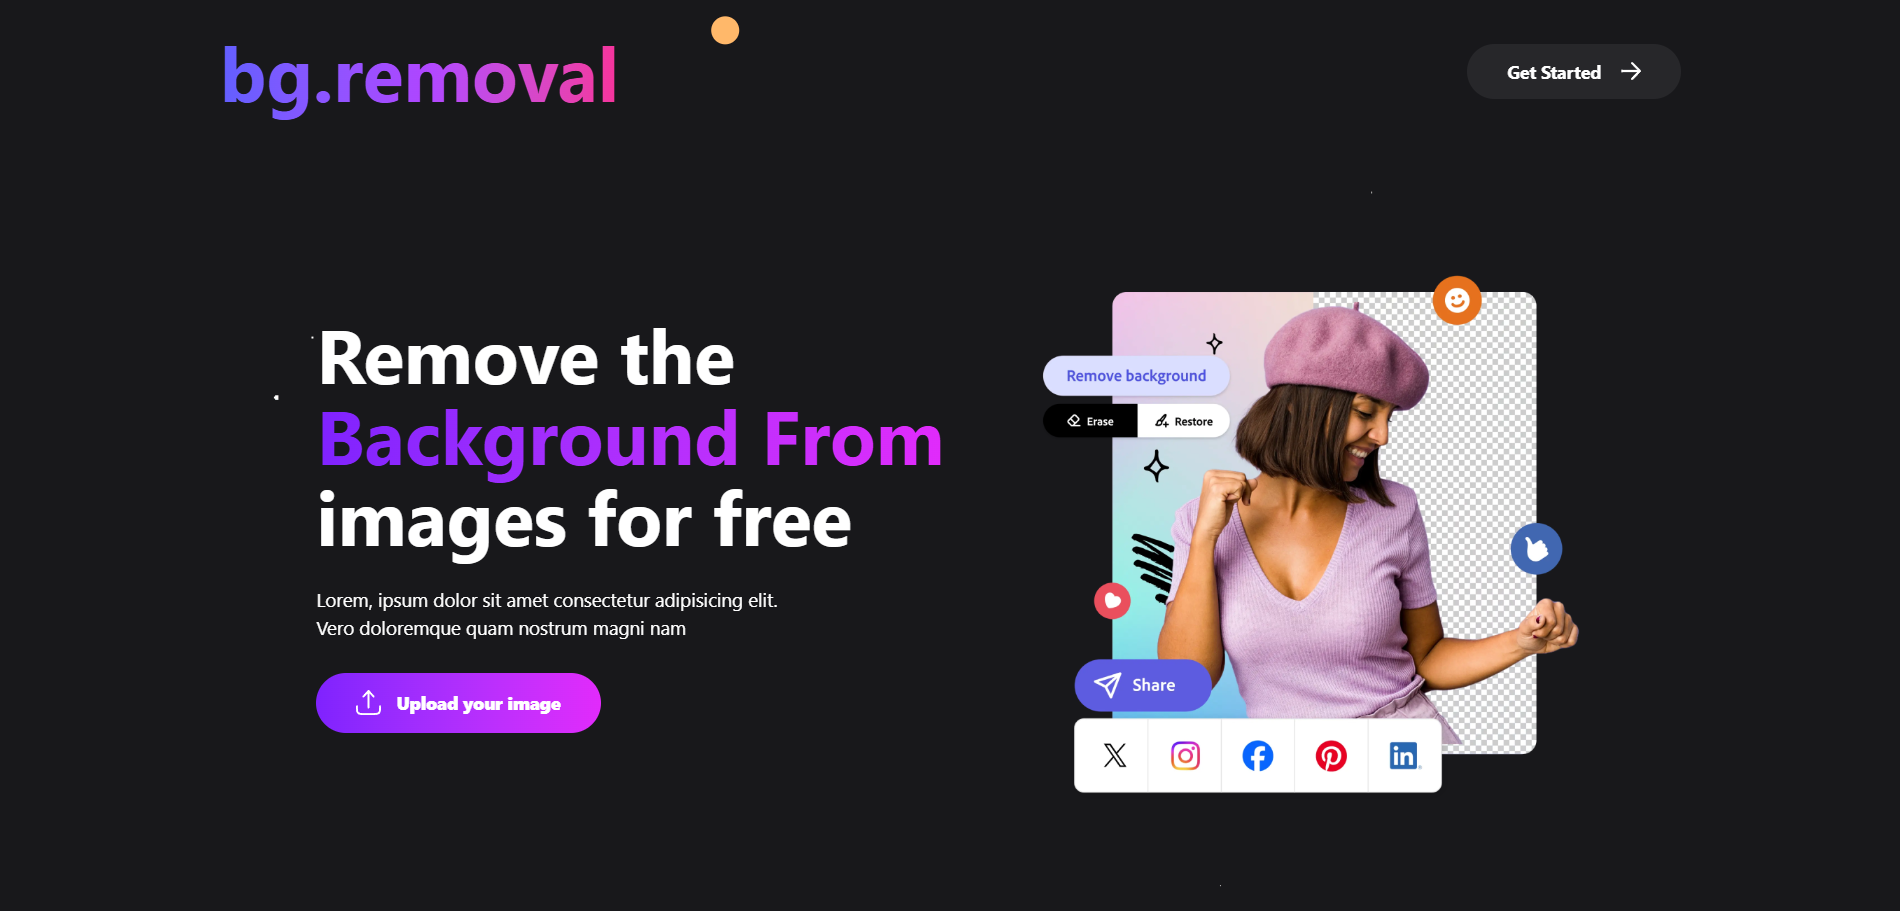 bg.removal
Get Started
Remove the
Background From
images for free
Lorem, ipsum dolor sit amet consectetur adipisicing elit.
Vero doloremque quam nostrum magni nam
Upload your image
Remove background
Erase
Restore
Share
in